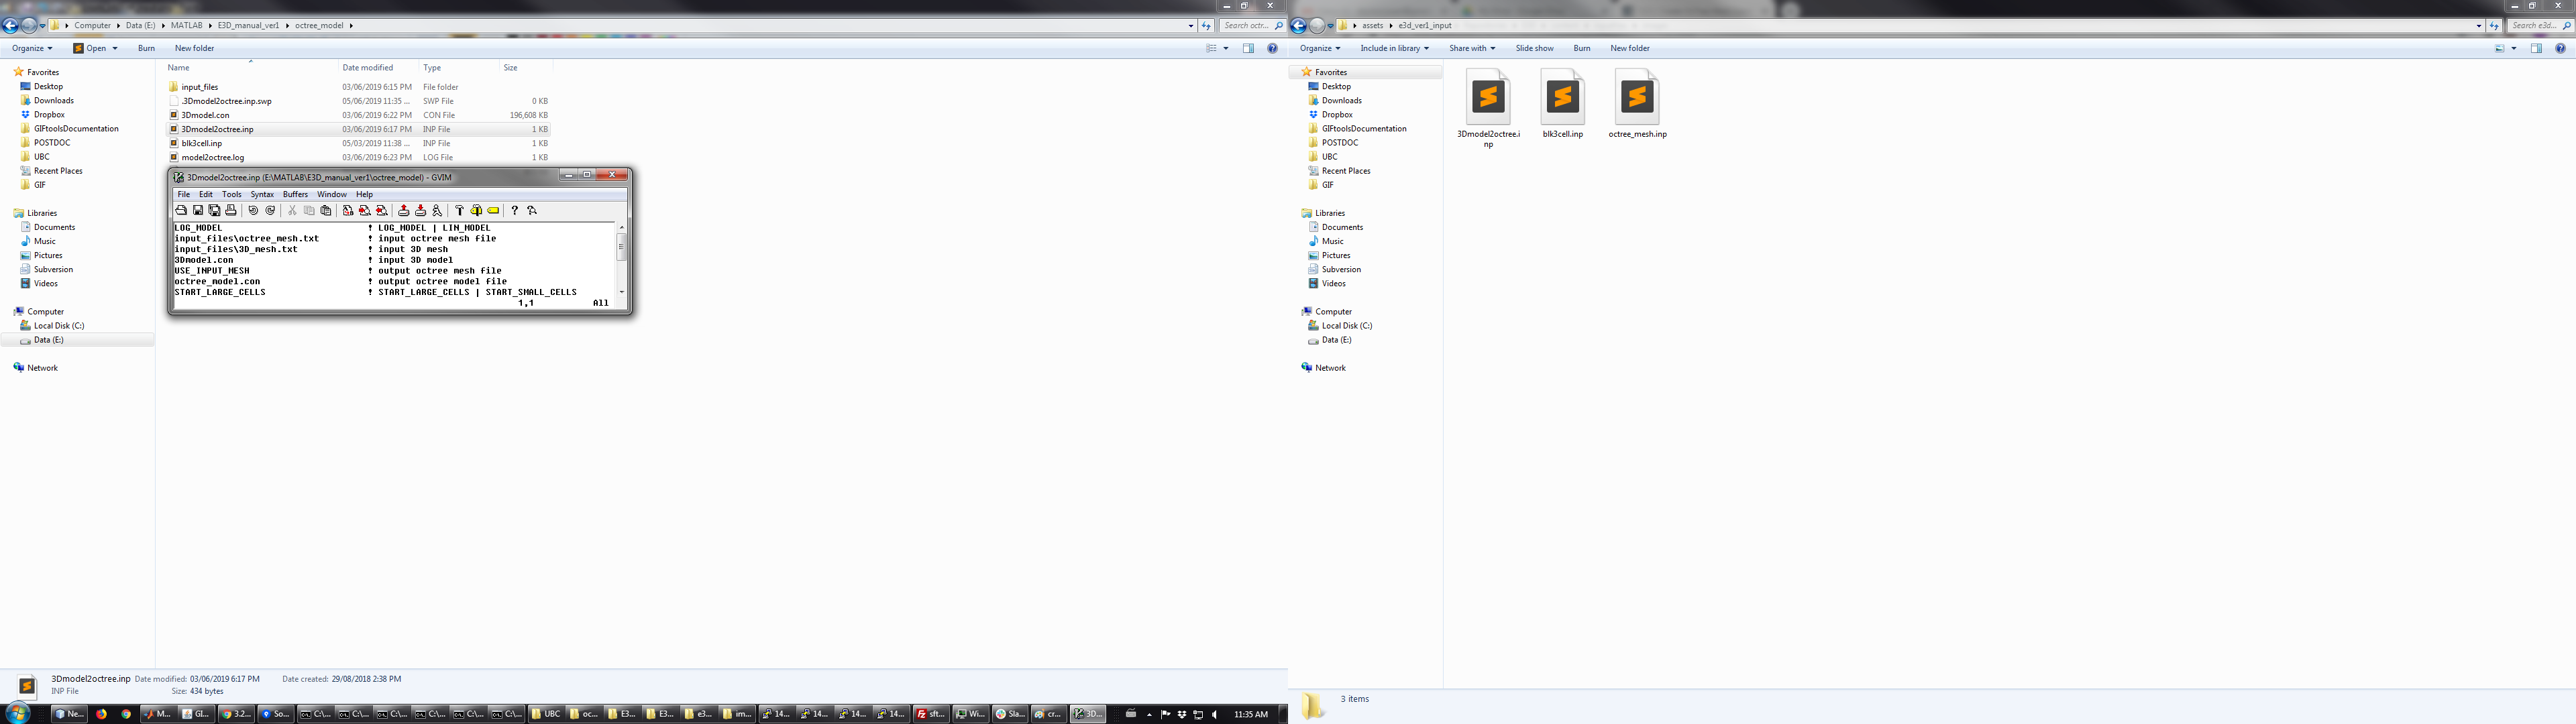 Computer ▸ Data (E:) ▸ MATLAB ▸ E3D_manual_ver1 ▸ octree_model ▸
Search octr...
Organize Open Burn New folder
Favorites
Desktop
Downloads
Dropbox
GIFtoolsDocumentation
POSTDOC
UBC
Recent Places
GIF
Libraries
Documents
Music
Pictures
Subversion
Videos
Computer
Local Disk (C:)
Data (E:)
Network
Name Date modified Type Size
input_files 03/06/2019 6:15 PM File folder
.3Dmodel2octree.inp.swp 05/06/2019 11:35 ... SWP File 0 KB
3Dmodel.con 03/06/2019 6:22 PM CON File 196,608 KB
3Dmodel2octree.inp 03/06/2019 6:17 PM INP File 1 KB
blk3cell.inp 05/03/2019 11:38 ... INP File 1 KB
model2octree.log 03/06/2019 6:23 PM LOG File 1 KB
3Dmodel2octree.inp (E:\MATLAB\E3D_manual_ver1\octree_model) - GVIM
File Edit Tools Syntax Buffers Window Help
LOG_MODEL ! LOG_MODEL | LIN_MODEL
input_files\octree_mesh.txt ! input octree mesh file
input_files\3D_mesh.txt ! input 3D mesh
3Dmodel.con ! input 3D model
USE_INPUT_MESH ! output octree mesh file
octree_model.con ! output octree model file
START_LARGE_CELLS ! START_LARGE_CELLS | START_SMALL_CELLS
1,1 All
3Dmodel2octree.inp Date modified: 03/06/2019 6:17 PM Date created: 29/08/2018 2:38 PM
INP File Size: 434 bytes
assets ▸ e3d_ver1_input
Search e3d...
Organize Include in library Share with Slide show Burn New folder
Favorites
Desktop
Downloads
Dropbox
GIFtoolsDocumentation
POSTDOC
UBC
Recent Places
GIF
Libraries
Documents
Music
Pictures
Subversion
Videos
Computer
Local Disk (C:)
Data (E:)
Network
3Dmodel2octree.i
np
blk3cell.inp
octree_mesh.inp
3 items
Ne... M... GI... 3.2... So... C:\... C:\... C:\... C:\... C:\... C:\... UBC oc... E3... E3... e3... im... 14... 14... 14... 14... sft... Wi... Sla... cr... 3D... 11:35 AM